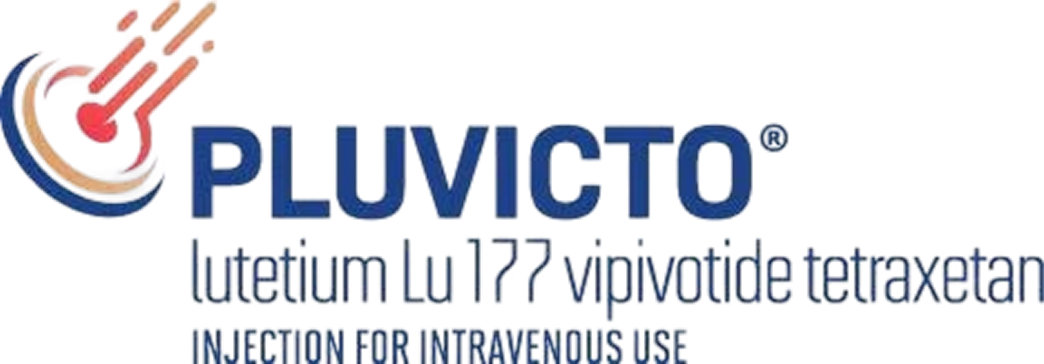 PLUVICTO®
lutetium Lu 177 vipivotide tetraxetan
INJECTION FOR INTRAVENOUS USE